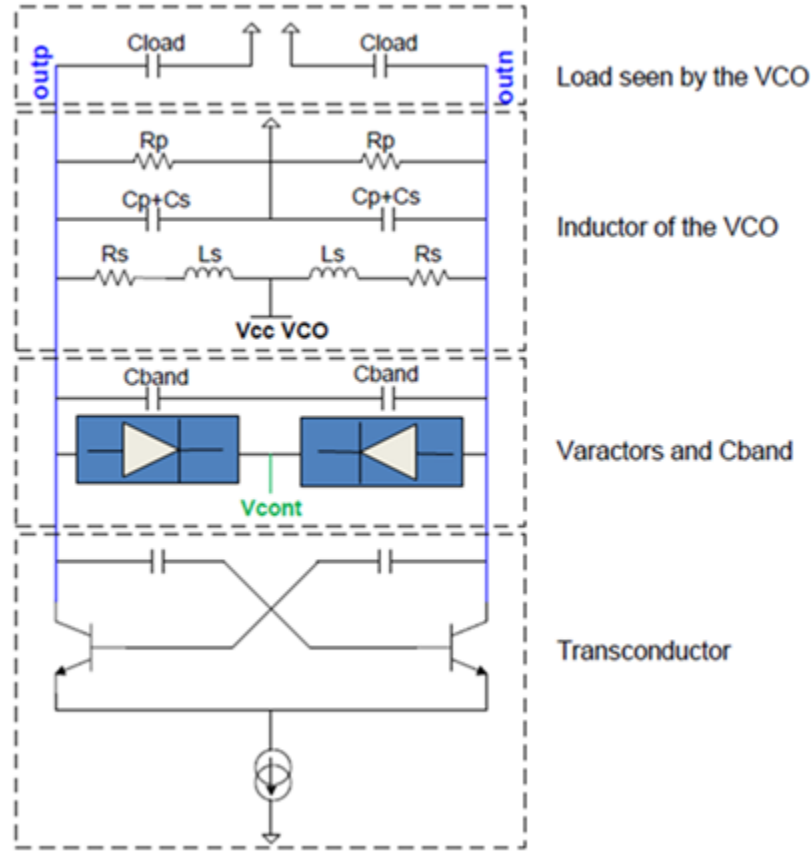 Cload
Cload
outp
outn
Load seen by the VCO
Rp
Rp
Cp+Cs
Cp+Cs
Inductor of the VCO
Rs
Ls
Ls
Rs
Vcc VCO
Cband
Cband
Varactors and Cband
Vcont
Transconductor